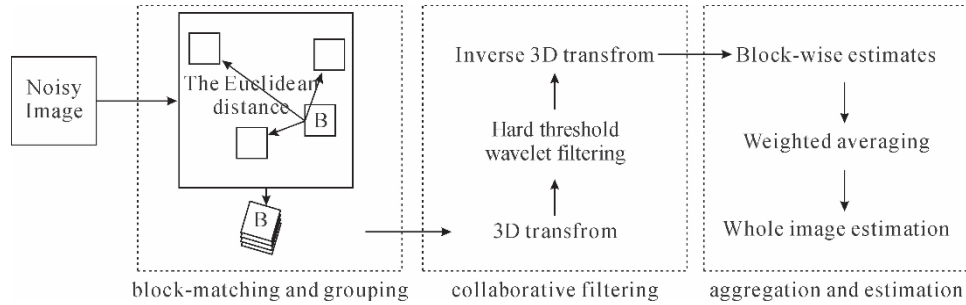 Noisy
Image
The Euclidean
distance
B
B
block-matching and grouping
3D transfrom
Hard threshold
wavelet filtering
Inverse 3D transfrom
collaborative filtering
Block-wise estimates
Weighted averaging
Whole image estimation
aggregation and estimation